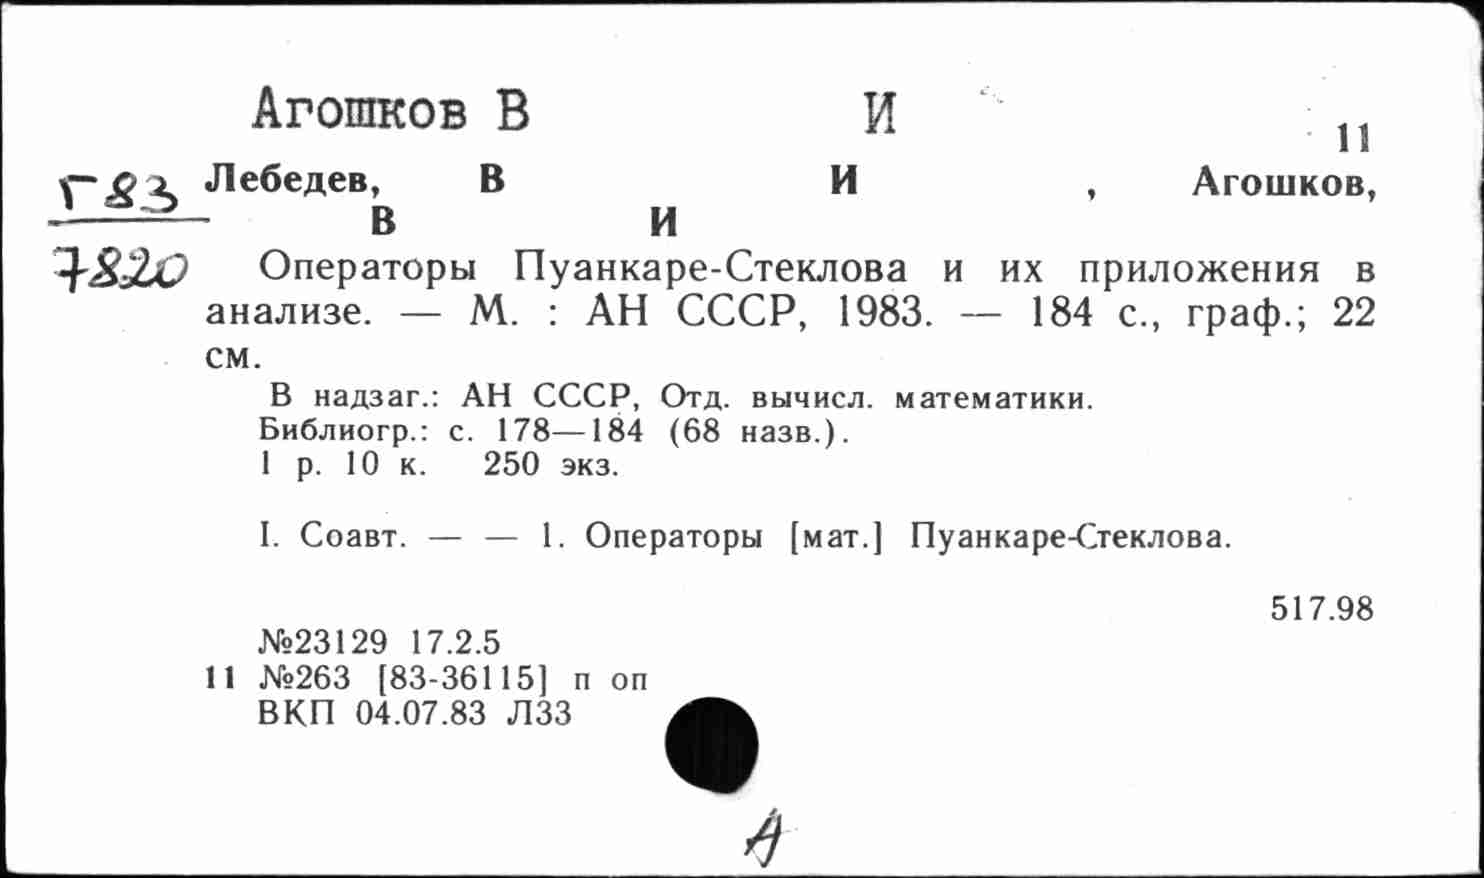 Агошков В И
11
Г83 Лебедев, В И , Агошков,
В И
7820 Операторы Пуанкаре-Стеклова и их приложения в
анализе. — М. : АН СССР, 1983. — 184 с., граф.; 22
см.
В надзаг.: АН СССР, Отд. вычисл. математики.
Библиогр.: с. 178—184 (68 назв.).
1 р. 10 к. 250 экз.
I. Соавт. — — 1. Операторы [мат.] Пуанкаре-Стеклова.
517.98
№23129 17.2.5
11 №263 [83-36115] п оп
ВКП 04.07.83 Л33
А